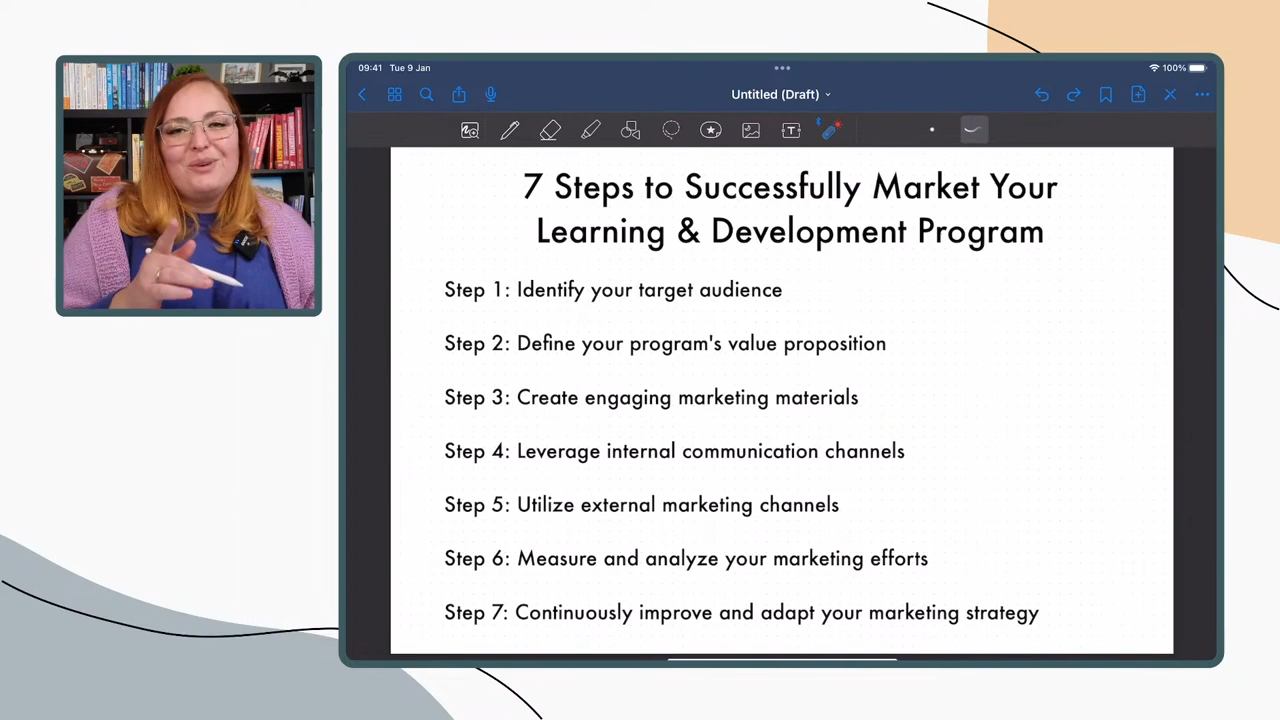 09:41 Tue 9 Jan
100%
Untitled (Draft)
7 Steps to Successfully Market Your
Learning & Development Program
Step 1: Identify your target audience
Step 2: Define your program's value proposition
Step 3: Create engaging marketing materials
Step 4: Leverage internal communication channels
Step 5: Utilize external marketing channels
Step 6: Measure and analyze your marketing efforts
Step 7: Continuously improve and adapt your marketing strategy